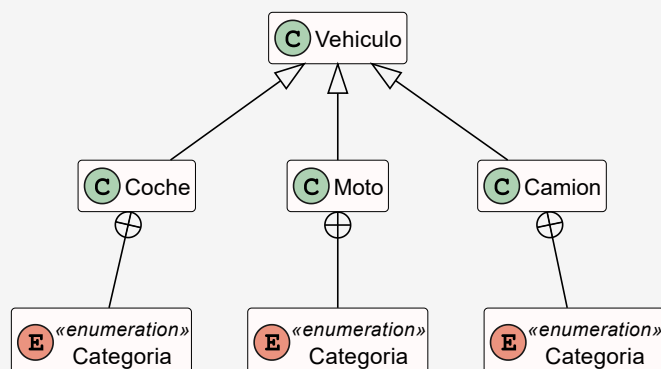 C Vehiculo
C Coche
C Moto
C Camion
E «enumeration» Categoria
E «enumeration» Categoria
E «enumeration» Categoria